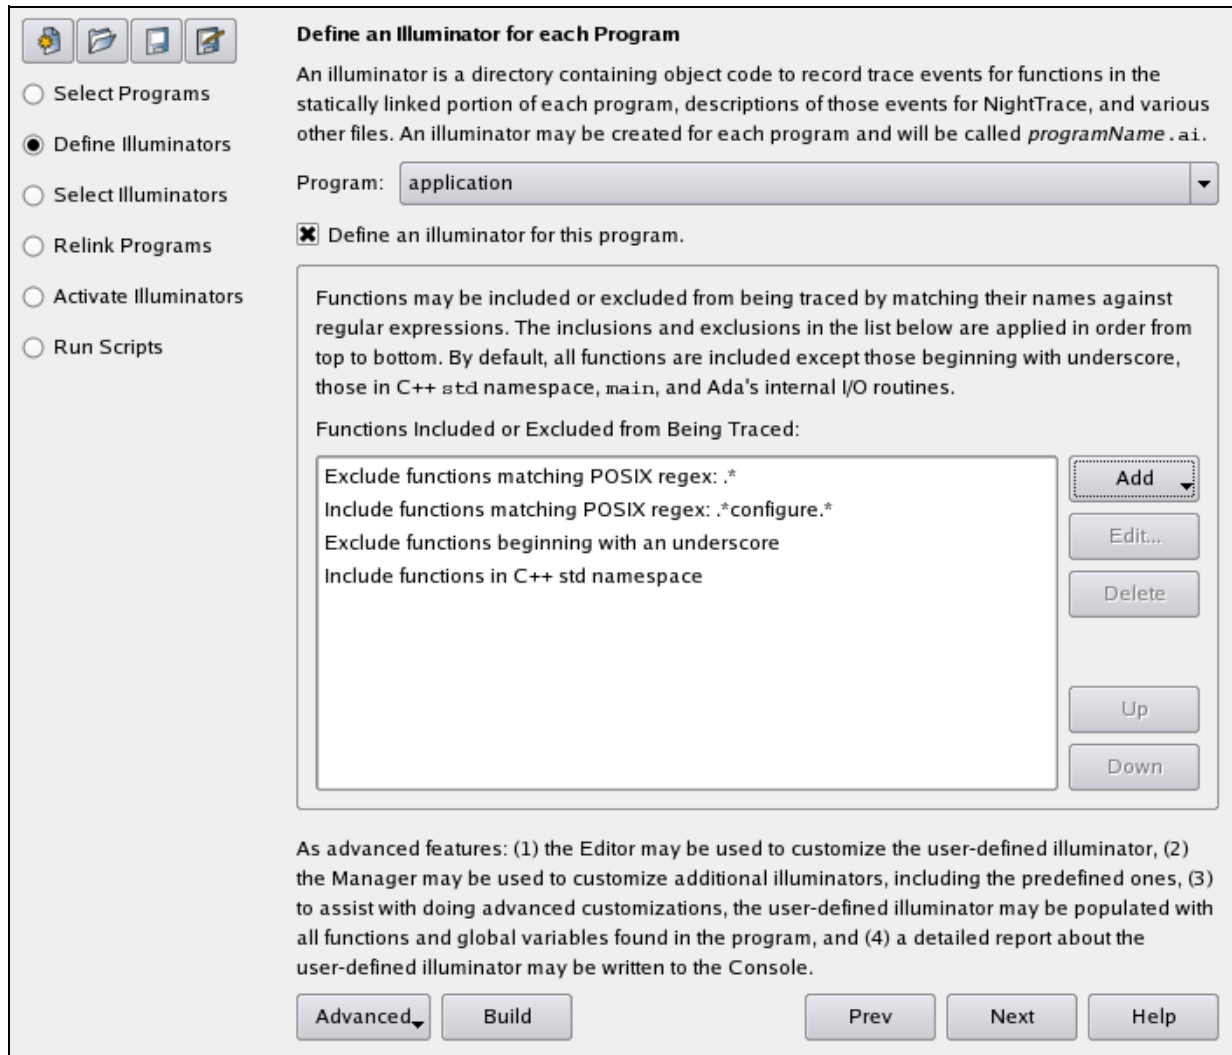 Define an Illuminator for each Program
An illuminator is a directory containing object code to record trace events for functions in the
statically linked portion of each program, descriptions of those events for NightTrace, and various
other files. An illuminator may be created for each program and will be called programName.ai.
Select Programs
Define Illuminators
Select Illuminators
Relink Programs
Activate Illuminators
Run Scripts
Program: application
Define an illuminator for this program.
Functions may be included or excluded from being traced by matching their names against
regular expressions. The inclusions and exclusions in the list below are applied in order from
top to bottom. By default, all functions are included except those beginning with underscore,
those in C++ std namespace, main, and Ada's internal I/O routines.
Functions Included or Excluded from Being Traced:
Exclude functions matching POSIX regex: .*
Include functions matching POSIX regex: .*configure.*
Exclude functions beginning with an underscore
Include functions in C++ std namespace
Add
Edit...
Delete
Up
Down
As advanced features: (1) the Editor may be used to customize the user-defined illuminator, (2)
the Manager may be used to customize additional illuminators, including the predefined ones, (3)
to assist with doing advanced customizations, the user-defined illuminator may be populated with
all functions and global variables found in the program, and (4) a detailed report about the
user-defined illuminator may be written to the Console.
Advanced Build Prev Next Help